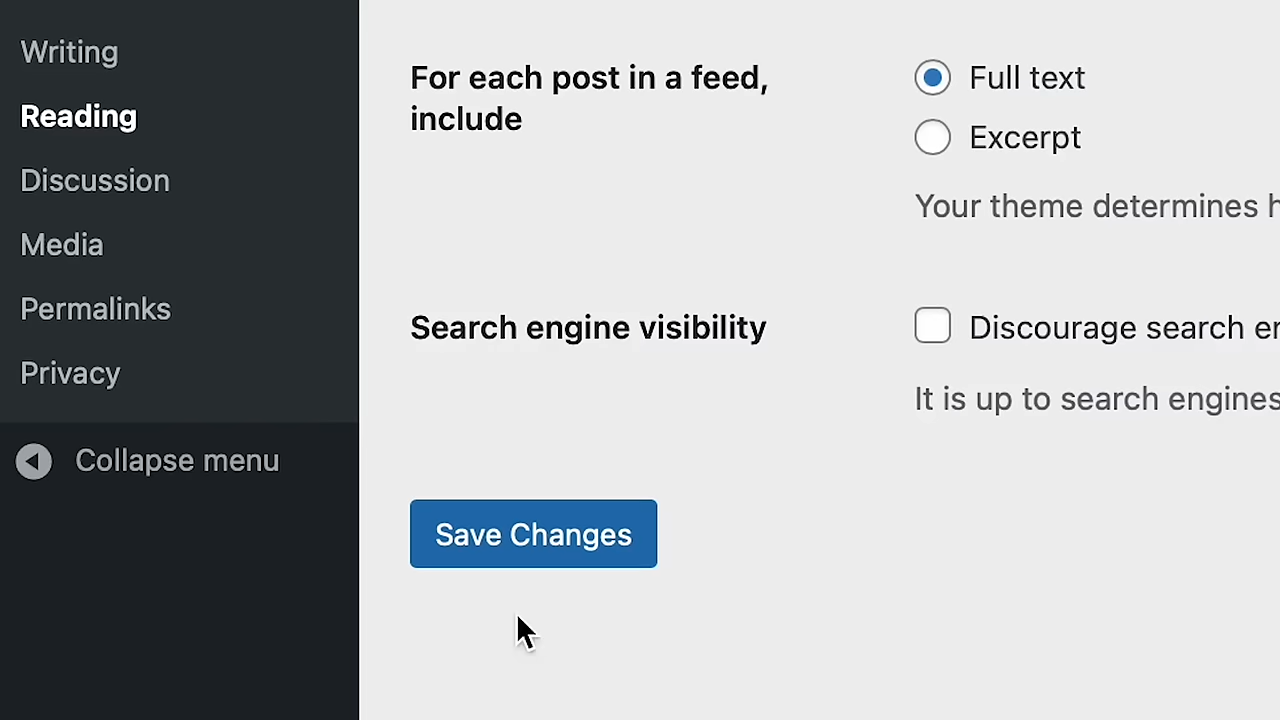 Writing
Reading
Discussion
Media
Permalinks
Privacy
Collapse menu
For each post in a feed,
include
Full text
Excerpt
Your theme determines
Search engine visibility
Discourage search
It is up to search engines
Save Changes